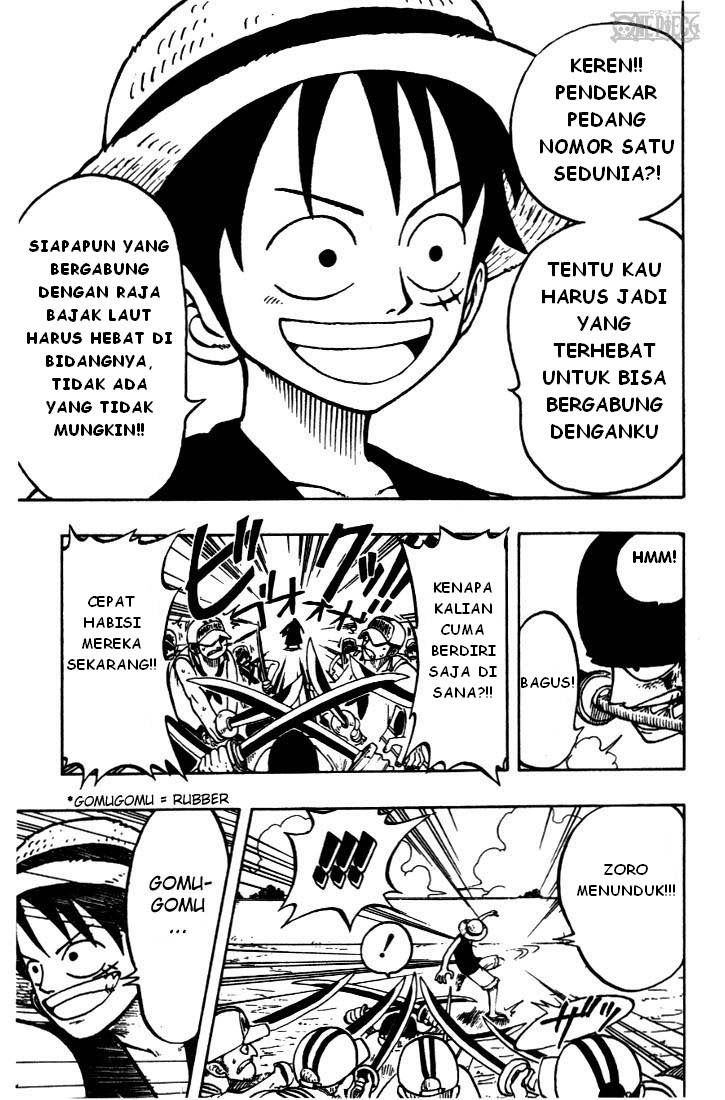 ONE PIECE
KEREN!!
PENDEKAR
PEDANG
NOMOR SATU
SEDUNIA?!
TENTU KAU
HARUS JADI
YANG
TERHEBAT
UNTUK BISA
BERGABUNG
DENGANKU
SIAPAPUN YANG
BERGABUNG
DENGAN RAJA
BAJAK LAUT
HARUS HEBAT DI
BIDANGNYA,
TIDAK ADA
YANG TIDAK
MUNGKIN!!
HMM!
BAGUS!
KENAPA
KALIAN
CUMA
BERDIRI
SAJA DI
SANA?!!
CEPAT
HABISI
MEREKA
SEKARANG!!
*GOMUGOMU = RUBBER
ZORO
MENUNDUK!!!
!!!
!
GOMU-
GOMU
...